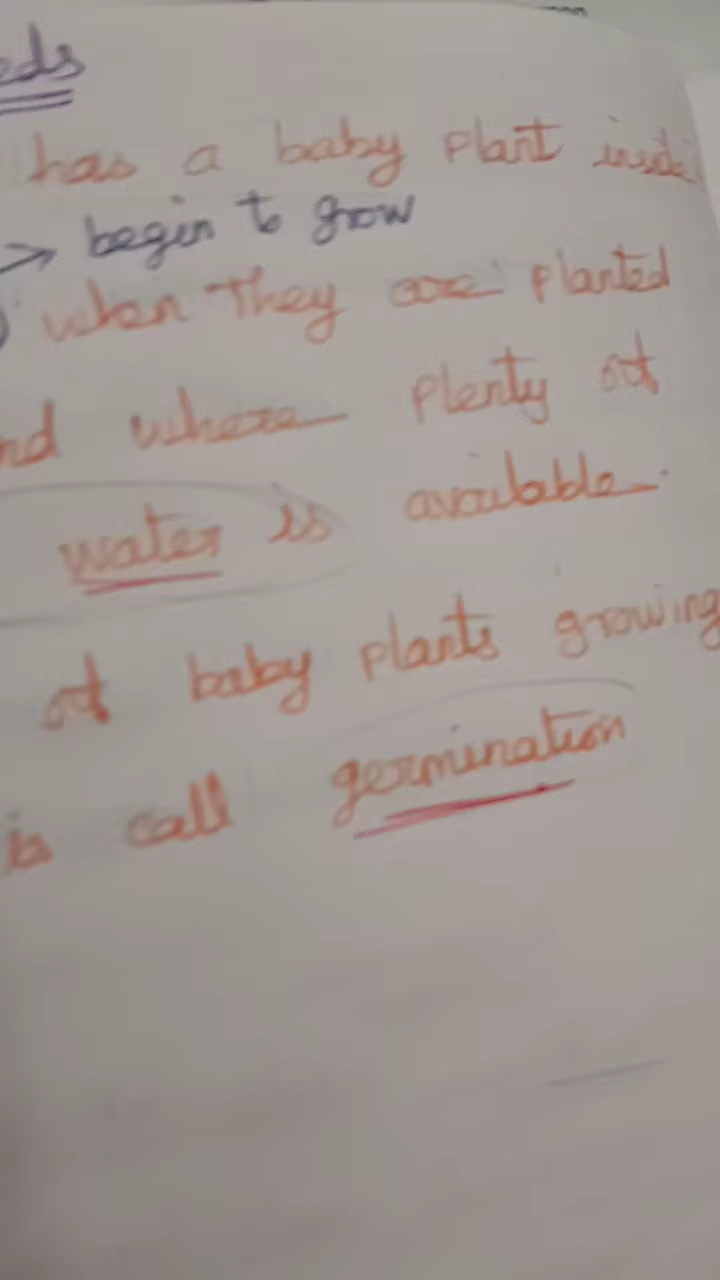 eds
has a baby plant inside
→ begin to grow
when They are planted
nd where plenty of
water is available.
of baby plants growing
is call germination